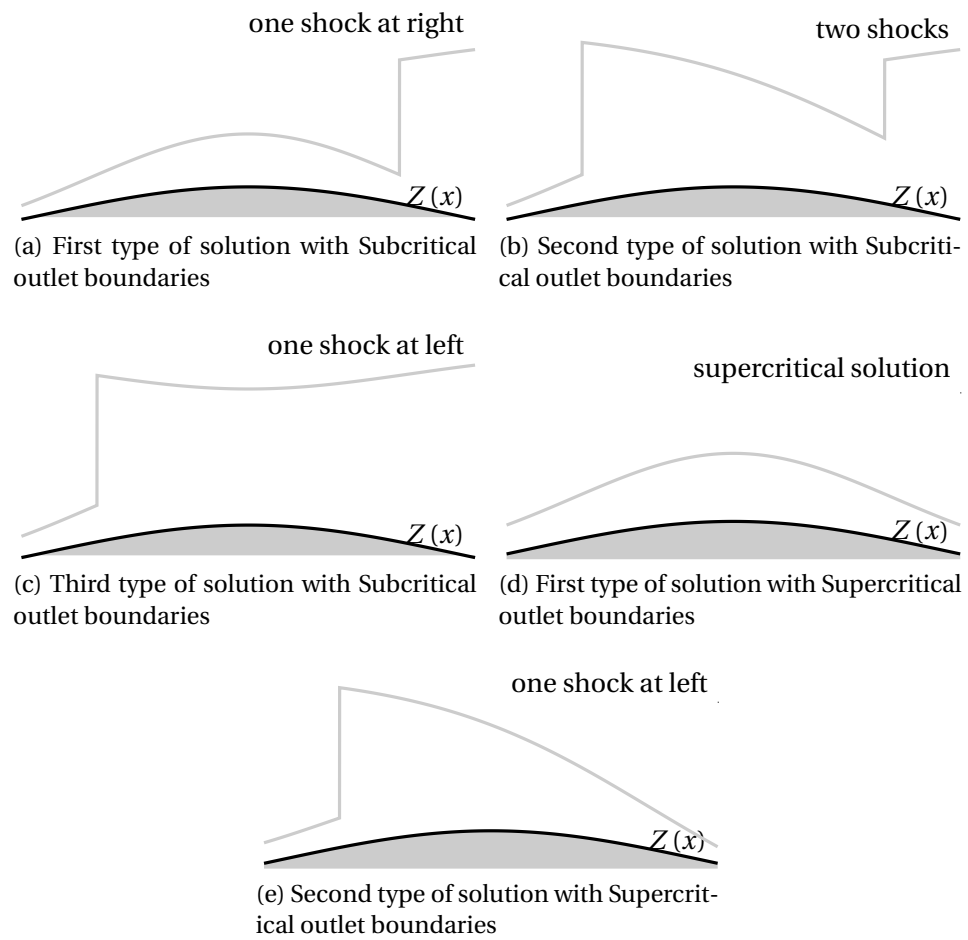 one shock at right
Z(x)
(a) First type of solution with Subcritical
outlet boundaries
two shocks
Z(x)
(b) Second type of solution with Subcriti-
cal outlet boundaries
one shock at left
Z(x)
(c) Third type of solution with Subcritical
outlet boundaries
supercritical solution
Z(x)
(d) First type of solution with Supercritical
outlet boundaries
one shock at left
Z(x)
(e) Second type of solution with Supercrit-
ical outlet boundaries